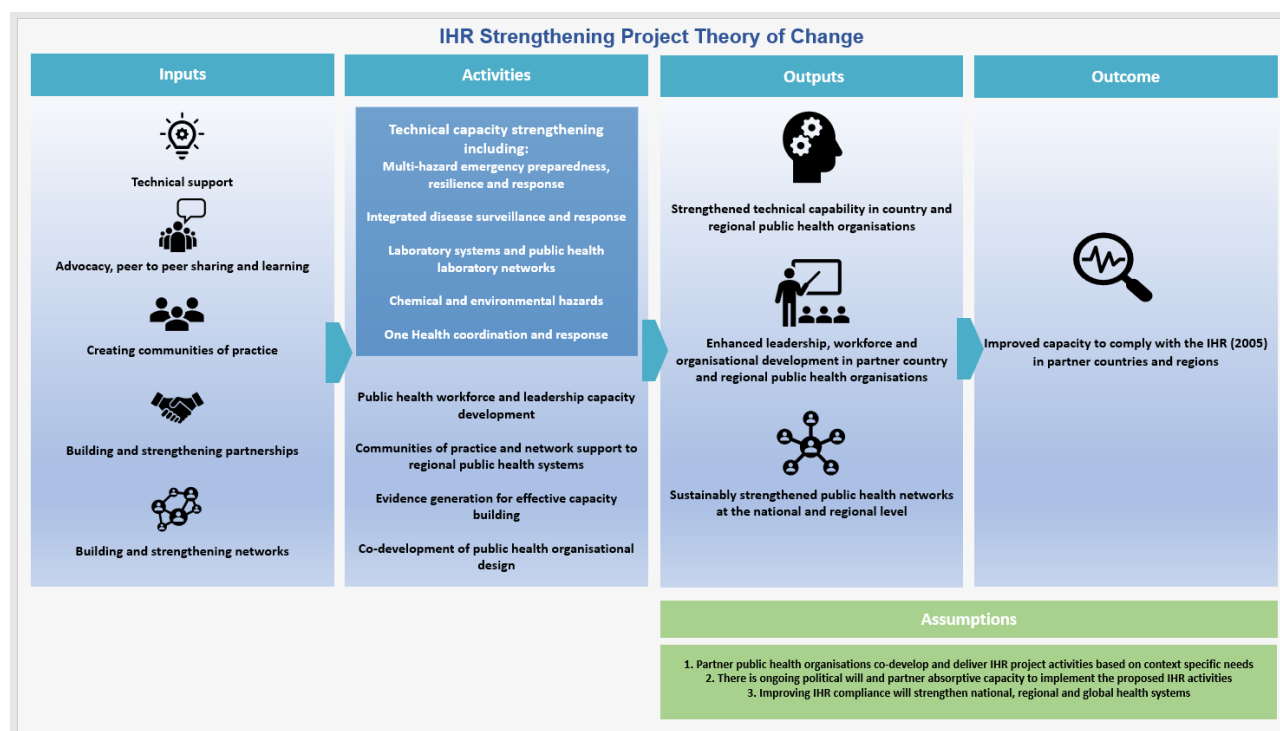 IHR Strengthening Project Theory of Change
Inputs
Technical support
Advocacy, peer to peer sharing and learning
Creating communities of practice
Building and strengthening partnerships
Building and strengthening networks
Activities
Technical capacity strengthening
including:
Multi-hazard emergency preparedness,
resilience and response
Integrated disease surveillance and response
Laboratory systems and public health
laboratory networks
Chemical and environmental hazards
One Health coordination and response
Public health workforce and leadership capacity
development
Communities of practice and network support to
regional public health systems
Evidence generation for effective capacity
building
Co-development of public health organisational
design
Outputs
Strengthened technical capability in country and
regional public health organisations
Enhanced leadership, workforce and
organisational development in partner country
and regional public health organisations
Sustainably strengthened public health networks
at the national and regional level
Outcome
Improved capacity to comply with the IHR (2005)
in partner countries and regions
Assumptions
1. Partner public health organisations co-develop and deliver IHR project activities based on context specific needs
2. There is ongoing political will and partner absorptive capacity to implement the proposed IHR activities
3. Improving IHR compliance will strengthen national, regional and global health systems